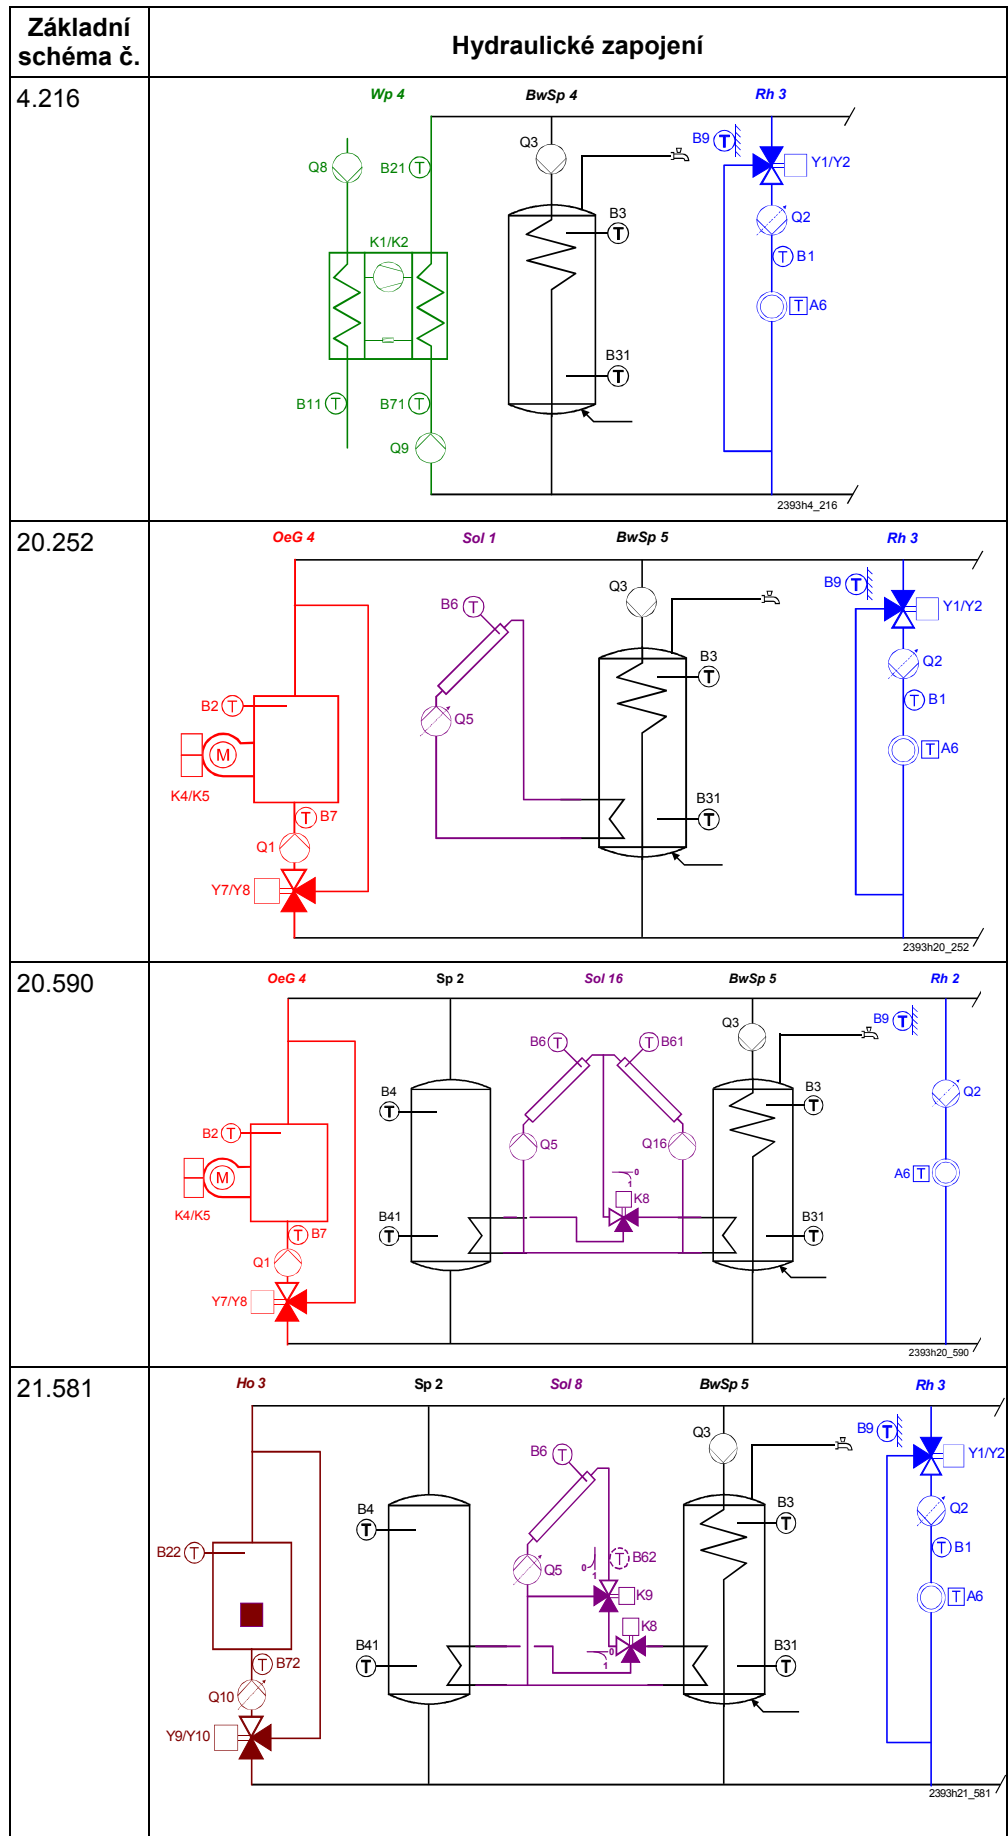 Základní
schéma č.
Hydraulické zapojení
4.216
Wp 4
BwSp 4
Rh 3
Q8
B21 T
Q3
B9 T
Y1/Y2
B3
T
Q2
K1/K2
T B1
T A6
B31
T
B11 T
B71 T
Q9
2393h4_216
20.252
OeG 4
Sol 1
BwSp 5
Rh 3
B9 T
Q3
Y1/Y2
B6 T
B3
T
Q2
B2 T
T B1
Q5
M
T A6
K4/K5
B31
T
T B7
Q1
Y7/Y8
2393h20_252
20.590
OeG 4
Sp 2
Sol 16
BwSp 5
Rh 2
Q3
B9 T
B6 T
T B61
B4
T
B3
T
Q2
B2 T
Q5
Q16
M
A6 T
0
1
K8
K4/K5
B41
T
B31
T
T B7
Q1
Y7/Y8
2393h20_590
21.581
Ho 3
Sp 2
Sol 8
BwSp 5
Rh 3
Q3
B9 T
B6 T
Y1/Y2
B4
T
B3
T
Q2
B22 T
0
1
T B62
T B1
Q5
K9
T A6
K8
B41
T
0
1
B31
T
T B72
Q10
Y9/Y10
2393h21_581